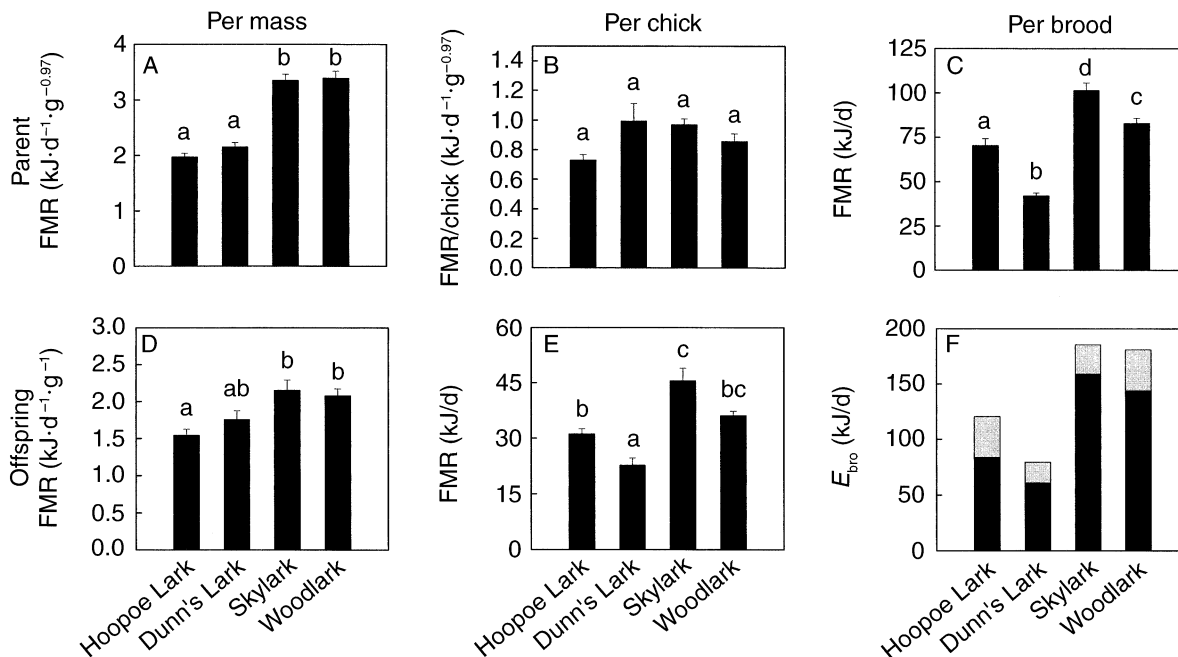 Per mass
Per chick
Per brood
Parent
FMR (kJ·d⁻¹·g⁻⁰·⁹⁷)
4
3
2
1
0
A
a
a
b
b
FMR/chick (kJ·d⁻¹·g⁻⁰·⁹⁷)
1.4
1.2
1.0
0.8
0.6
0.4
0.2
0.0
B
a
a
a
a
FMR (kJ/d)
125
100
75
50
25
0
C
a
b
d
c
Offspring
FMR (kJ·d⁻¹·g⁻¹)
3.0
2.5
2.0
1.5
1.0
0.5
0.0
D
a
ab
b
b
Hoopoe Lark
Dunn's Lark
Skylark
Woodlark
FMR (kJ/d)
60
45
30
15
0
E
b
a
c
bc
Hoopoe Lark
Dunn's Lark
Skylark
Woodlark
E_bro (kJ/d)
200
150
100
50
0
F
Hoopoe Lark
Dunn's Lark
Skylark
Woodlark